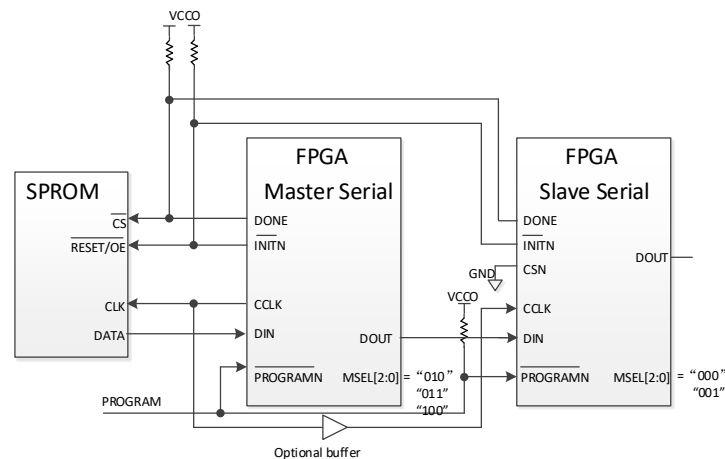 VCCO
FPGA
Master Serial
FPGA
Slave Serial
SPROM
CS
RESET/OE
CLK
DATA
DONE
INITN
CCLK
DIN
DOUT
PROGRAMN
MSEL[2:0] = “010”
“011”
“100”
DONE
INITN
CSN
GND
VCCO
CCLK
DIN
DOUT
PROGRAMN
MSEL[2:0] = “000”
“001”
PROGRAM
Optional buffer